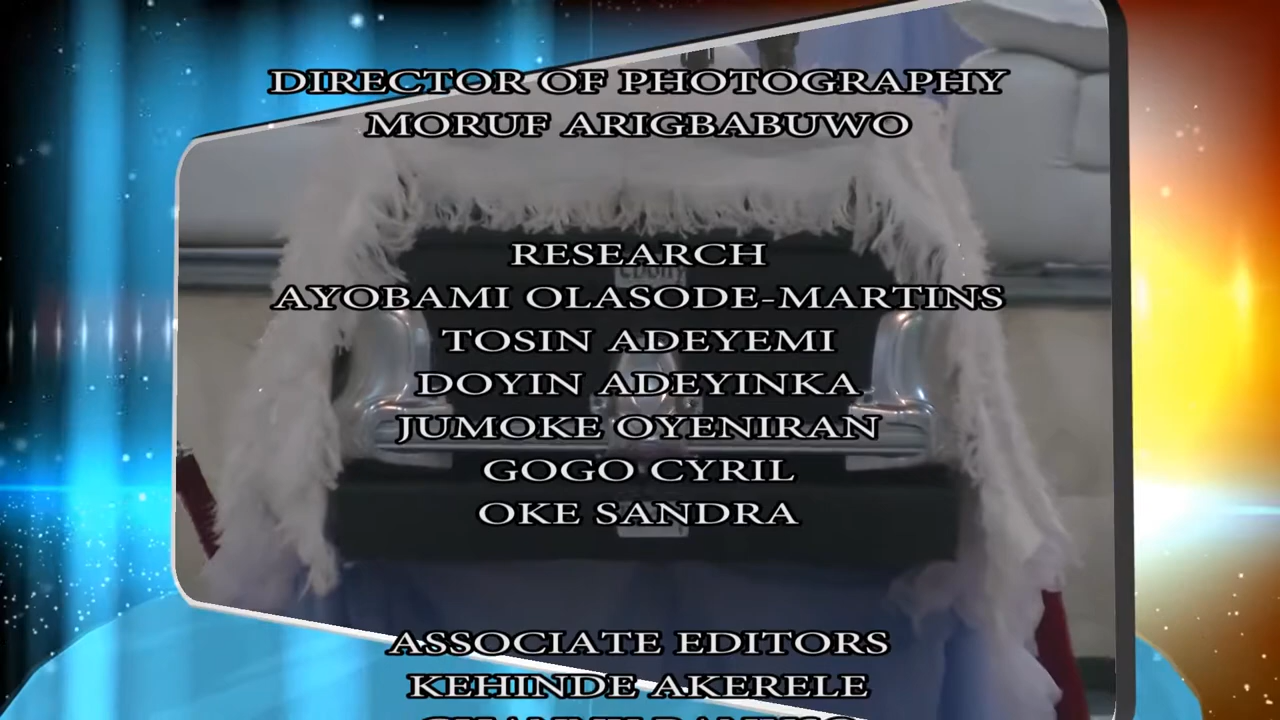 DIRECTOR OF PHOTOGRAPHY
MORUF ARIGBABUWO
RESEARCH
AYOBAMI OLASODE-MARTINS
TOSIN ADEYEMI
DOYIN ADEYINKA
JUMOKE OYENIRAN
GOGO CYRIL
OKE SANDRA
ASSOCIATE EDITORS
KEHINDE AKERELE